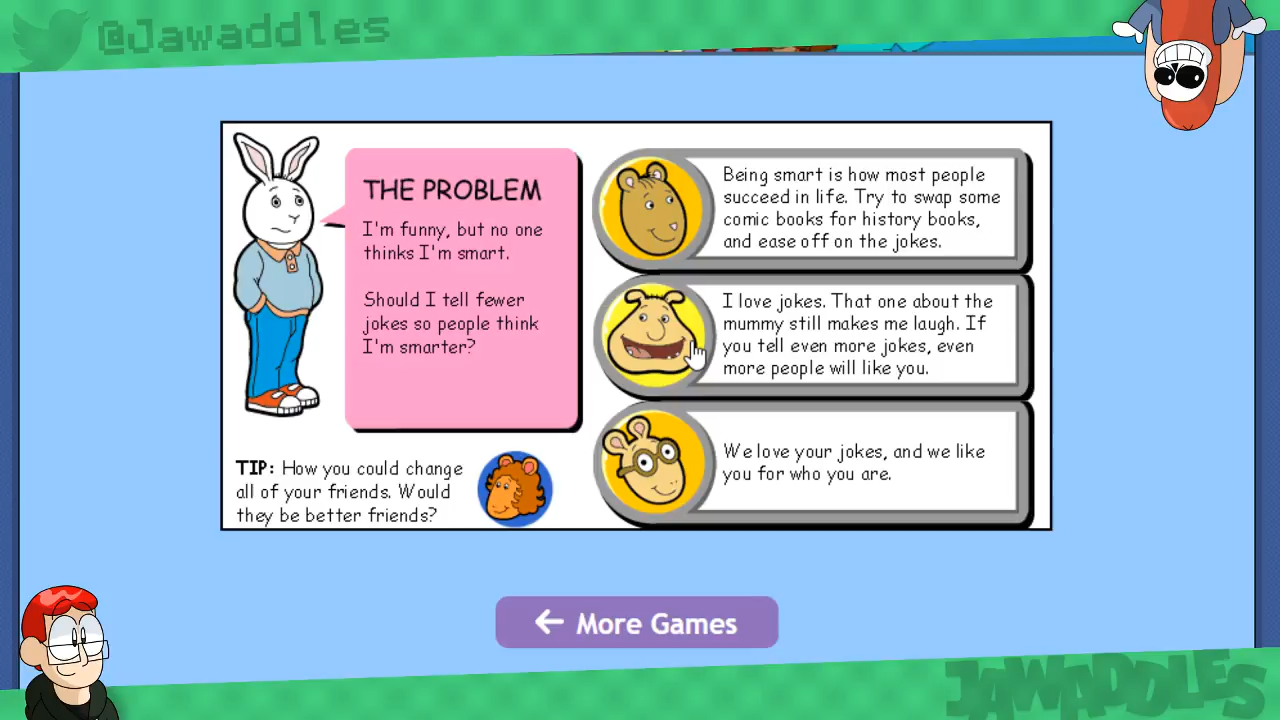 @Jawaddles
THE PROBLEM
I'm funny, but no one
thinks I'm smart.
Should I tell fewer
jokes so people think
I'm smarter?
TIP: How you could change
all of your friends. Would
they be better friends?
Being smart is how most people
succeed in life. Try to swap some
comic books for history books,
and ease off on the jokes.
I love jokes. That one about the
mummy still makes me laugh. If
you tell even more jokes, even
more people will like you.
We love your jokes, and we like
you for who you are.
More Games
JAWADDLES